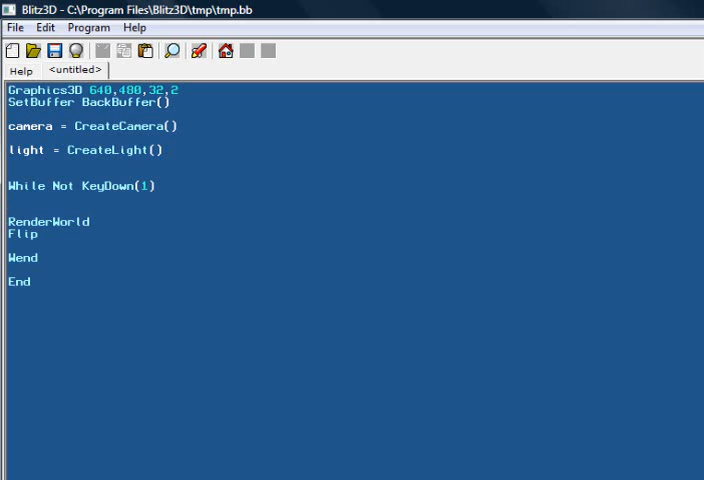 Blitz3D - C:\Program Files\Blitz3D\tmp\tmp.bb
File Edit Program Help
Help <untitled>
Graphics3D 640,480,32,2
SetBuffer BackBuffer()
camera = CreateCamera()
light = CreateLight()
While Not KeyDown(1)
RenderWorld
Flip
Wend
End